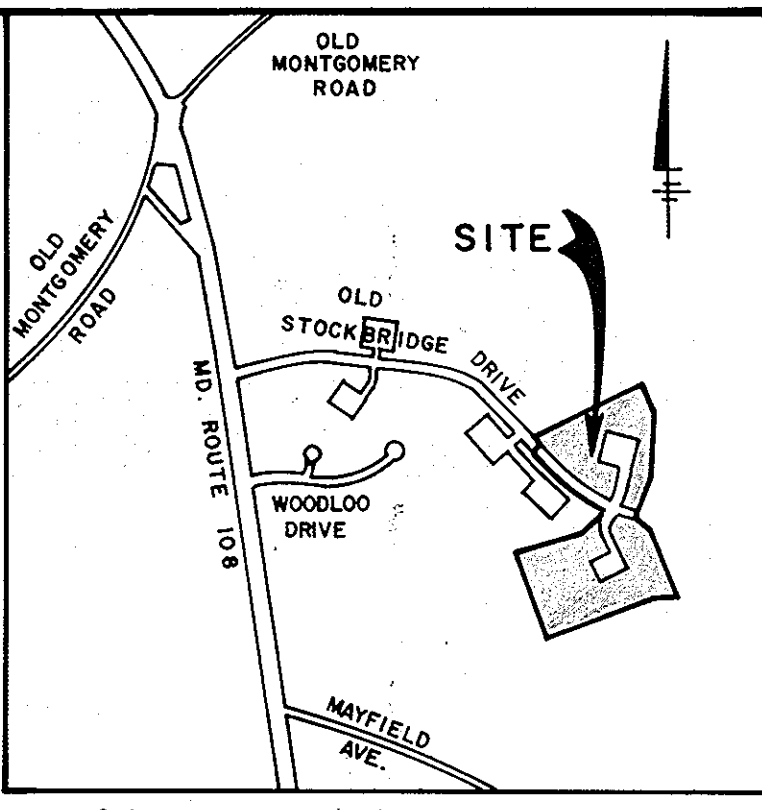 OLD
MONTGOMERY
ROAD
SITE
OLD
MONTGOMERY
ROAD
OLD
STOCKBRIDGE
DRIVE
MD. ROUTE 108
WOODLOO
DRIVE
MAYFIELD
AVE.